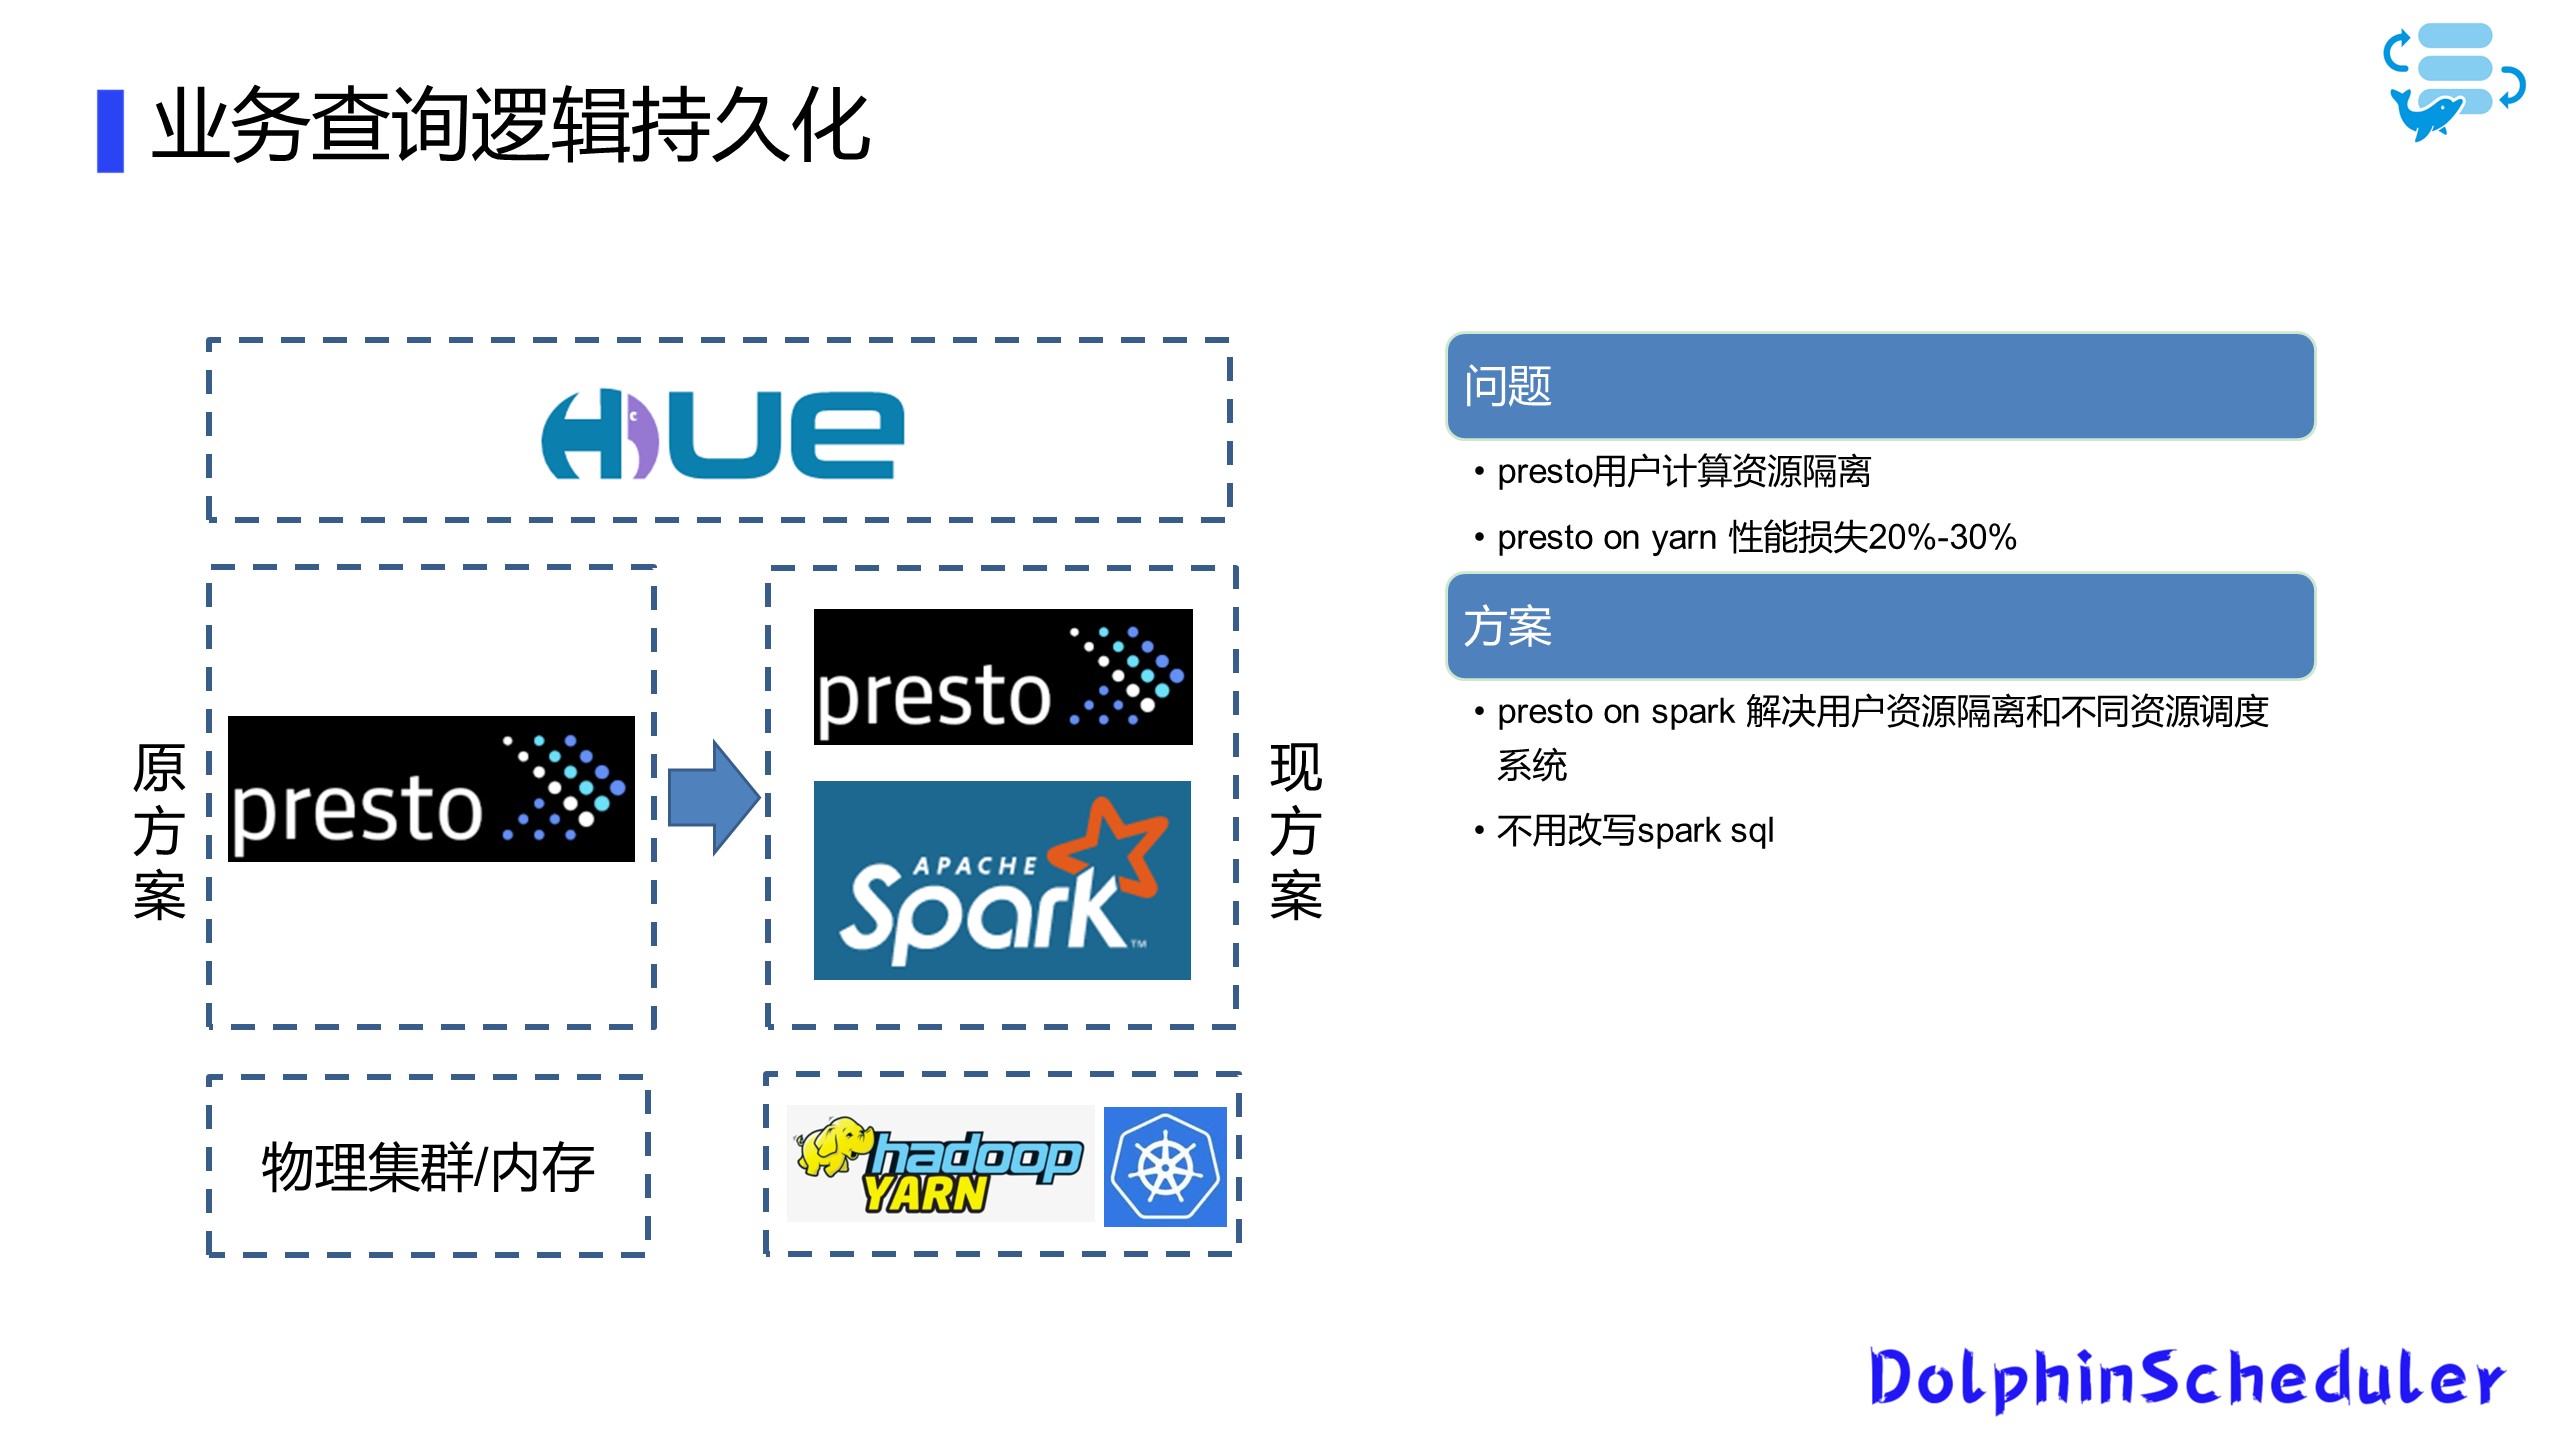 业务查询逻辑持久化
HUE
原方案
presto
presto
APACHE
Spark™
现方案
物理集群/内存
hadoop
YARN
问题
• presto用户计算资源隔离
• presto on yarn 性能损失20%-30%
方案
• presto on spark 解决用户资源隔离和不同资源调度
系统
• 不用改写spark sql
DolphinScheduler